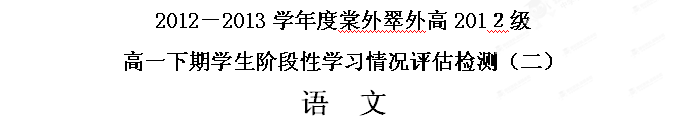 2012－2013 学年度棠外翠外高 2012 级
高一下期学生阶段性学习情况评估检测（二）
语 文